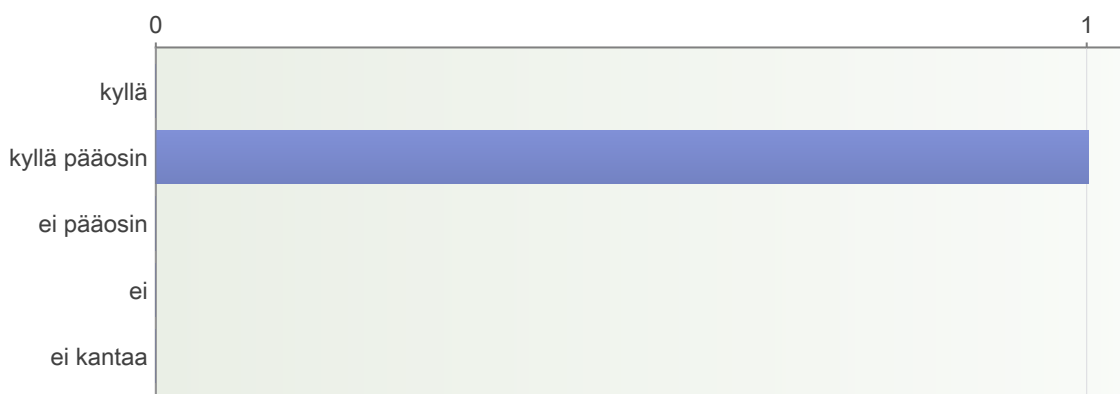 0 1
kyllä
kyllä pääosin
ei pääosin
ei
ei kantaa